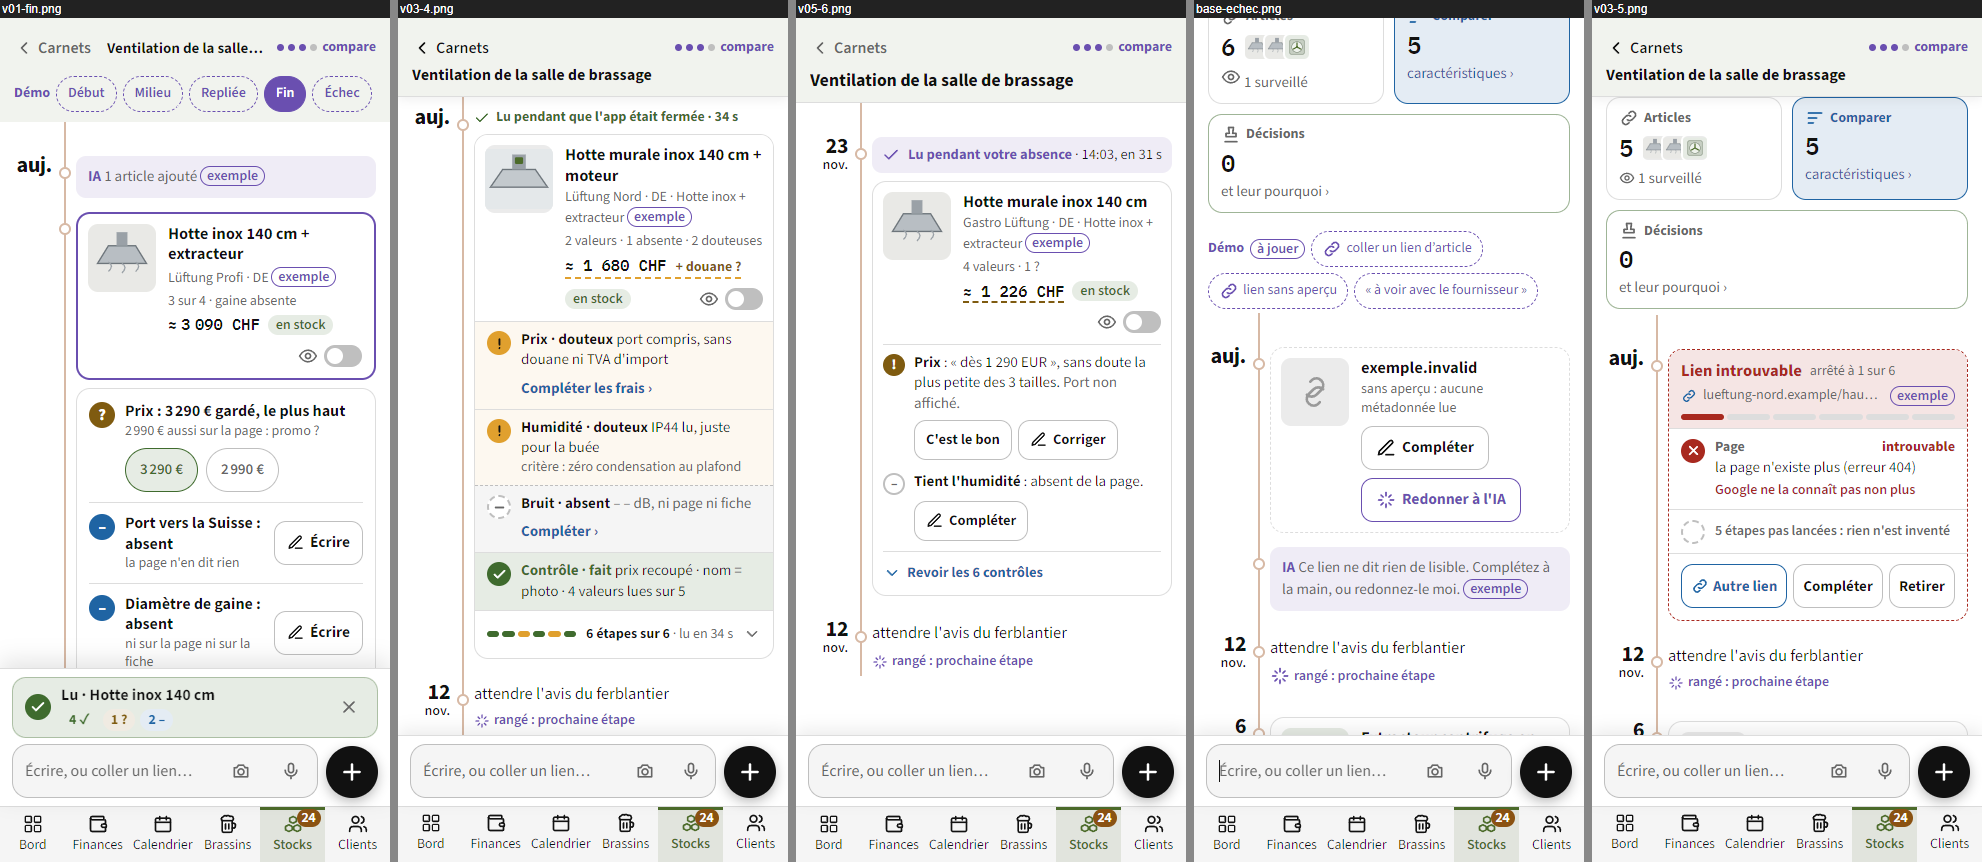 v01-fin.png
Carnets
Ventilation de la salle...
compare
Démo
Début
Milieu
Repliée
Fin
Échec
auj.
IA 1 article ajouté exemple
Hotte inox 140 cm +
extracteur
Lüftung Profi · DE exemple
3 sur 4 · gaine absente
≈ 3 090 CHF en stock
? Prix : 3 290 € gardé, le plus haut
2 990 € aussi sur la page : promo ?
3 290 €
2 990 €
Port vers la Suisse :
absent
la page n'en dit rien
Écrire
Diamètre de gaine :
absent
ni sur la page ni sur la
fiche
Écrire
Lu · Hotte inox 140 cm
4 ✓ 1 ? 2 –
Écrire, ou coller un lien…
Bord
Finances
Calendrier
Brassins
24
Stocks
Clients
v03-4.png
Carnets
compare
Ventilation de la salle de brassage
auj.
Lu pendant que l'app était fermée · 34 s
Hotte murale inox 140 cm +
moteur
Lüftung Nord · DE · Hotte inox +
extracteur exemple
2 valeurs · 1 absente · 2 douteuses
≈ 1 680 CHF + douane ?
en stock
! Prix · douteux port compris, sans
douane ni TVA d'import
Compléter les frais ›
! Humidité · douteux IP44 lu, juste
pour la buée
critère : zéro condensation au plafond
Bruit · absent – – dB, ni page ni fiche
Compléter ›
Contrôle · fait prix recoupé · nom =
photo · 4 valeurs lues sur 5
6 étapes sur 6 · lu en 34 s
12
nov.
attendre l'avis du ferblantier
rangé : prochaine étape
Écrire, ou coller un lien…
Bord
Finances
Calendrier
Brassins
24
Stocks
Clients
v05-6.png
Carnets
compare
Ventilation de la salle de brassage
23
nov.
Lu pendant votre absence · 14:03, en 31 s
Hotte murale inox 140 cm
Gastro Lüftung · DE · Hotte inox +
extracteur exemple
4 valeurs · 1 ?
≈ 1 226 CHF en stock
! Prix : « dès 1 290 EUR », sans doute la
plus petite des 3 tailles. Port non
affiché.
C'est le bon
Corriger
Tient l'humidité : absent de la page.
Compléter
Revoir les 6 contrôles
12
nov.
attendre l'avis du ferblantier
rangé : prochaine étape
Écrire, ou coller un lien…
Bord
Finances
Calendrier
Brassins
24
Stocks
Clients
base-echec.png
6
1 surveillé
5
caractéristiques ›
Décisions
0
et leur pourquoi ›
Démo à jouer
coller un lien d'article
lien sans aperçu
« à voir avec le fournisseur »
auj.
exemple.invalid
sans aperçu : aucune
métadonnée lue
Compléter
Redonner à l'IA
IA Ce lien ne dit rien de lisible. Complétez à
la main, ou redonnez-le moi. exemple
12
nov.
attendre l'avis du ferblantier
rangé : prochaine étape
6
Écrire, ou coller un lien…
Bord
Finances
Calendrier
Brassins
24
Stocks
Clients
v03-5.png
Carnets
compare
Ventilation de la salle de brassage
Articles
5
1 surveillé
Comparer
5
caractéristiques ›
Décisions
0
et leur pourquoi ›
auj.
Lien introuvable arrêté à 1 sur 6
lueftung-nord.example/hau… exemple
Page introuvable
la page n'existe plus (erreur 404)
Google ne la connaît pas non plus
5 étapes pas lancées : rien n'est inventé
Autre lien
Compléter
Retirer
12
nov.
attendre l'avis du ferblantier
rangé : prochaine étape
6
Écrire, ou coller un lien…
Bord
Finances
Calendrier
Brassins
24
Stocks
Clients